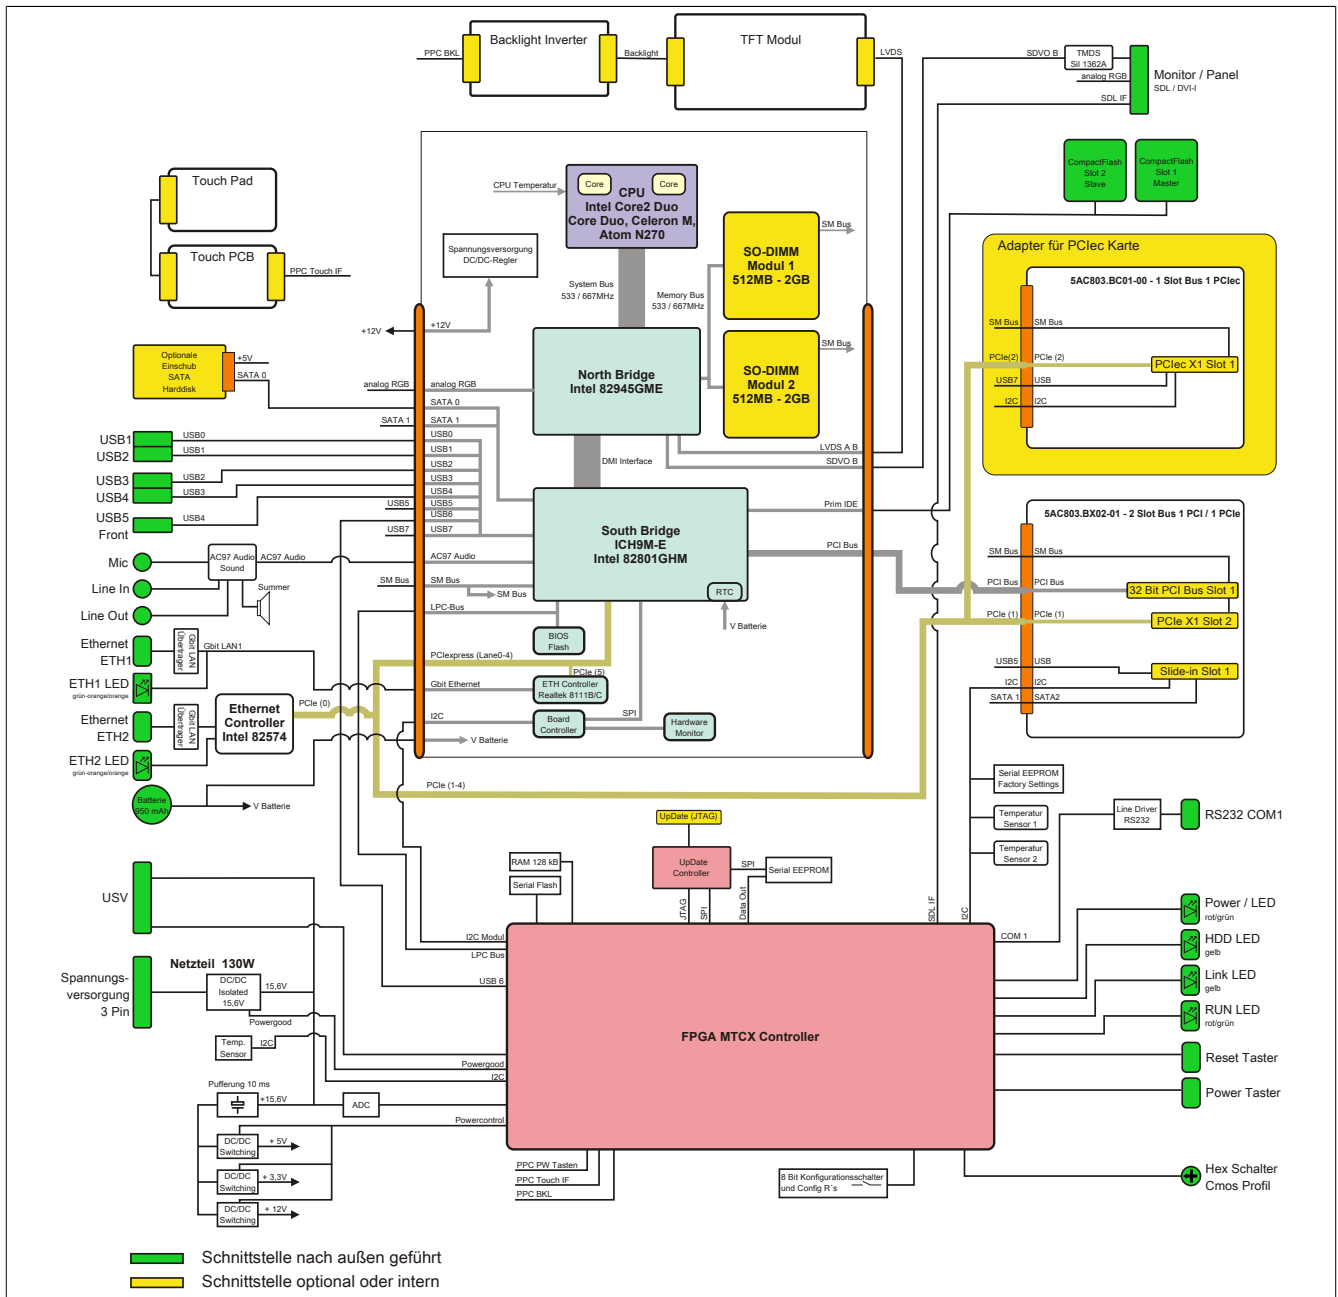 Backlight Inverter
TFT Modul
PPC BKL
Backlight
LVDS
SDVO B
TMDS
Sil 1362A
analog RGB
SDL IF
Monitor / Panel
SDL / DVI-I
CompactFlash
Slot 2
Slave
CompactFlash
Slot 1
Master
Touch Pad
Touch PCB
PPC Touch IF
CPU Temperatur
Core
Core
CPU
Intel Core2 Duo
Core Duo, Celeron M,
Atom N270
Spannungsversorgung
DC/DC-Regler
SO-DIMM
Modul 1
512MB - 2GB
SM Bus
System Bus
533 / 667MHz
Memory Bus
533 / 667MHz
SO-DIMM
Modul 2
512MB - 2GB
SM Bus
+12V
+12V
North Bridge
Intel 82945GME
Optionale
Einschub
SATA
Harddisk
+5V
SATA 0
analog RGB
analog RGB
SATA 0
SATA 1
SATA 1
USB0
USB1
USB2
USB3
USB4
USB5
USB5
USB6
USB7
USB7
LVDS A B
SDVO B
DMI Interface
USB1
USB0
USB2
USB1
USB3
USB2
USB4
USB3
USB5
Front
USB4
South Bridge
ICH9M-E
Intel 82801GHM
Prim IDE
PCI Bus
RTC
V Batterie
Mic
Line In
Line Out
AC97 Audio
Sound
AC97 Audio
Summer
AC97 Audio
SM Bus
SM Bus
SM Bus
LPC-Bus
BIOS
Flash
Adapter für PCIec Karte
5AC803.BC01-00 - 1 Slot Bus 1 PCIec
SM Bus
SM Bus
PCIe(2)
PCIe (2)
PCIec X1 Slot 1
USB7
USB
I2C
I2C
5AC803.BX02-01 - 2 Slot Bus 1 PCI / 1 PCIe
SM Bus
SM Bus
PCI Bus
PCI Bus
32 Bit PCI Bus Slot 1
PCIe (1)
PCIe (1)
PCIe X1 Slot 2
USB5
USB
Slide-in Slot 1
I2C
I2C
SATA 1
SATA2
Ethernet
ETH1
Gbit LAN
Übertrager
Gbit LAN1
ETH1 LED
grün-orange/orange
Ethernet
ETH2
Gbit LAN
Übertrager
Ethernet
Controller
Intel 82574
PCIe (0)
ETH2 LED
grün-orange/orange
Batterie
950 mAh
V Batterie
PCIexpress (Lane0-4)
PCIe (5)
Gbit Ethernet
ETH Controller
Realtek 8111B/C
SPI
I2C
Board
Controller
Hardware
Monitor
V Batterie
PCIe (1-4)
Serial EEPROM
Factory Settings
Temperatur
Sensor 1
Temperatur
Sensor 2
Line Driver
RS232
RS232 COM1
UpDate (JTAG)
UpDate
Controller
SPI
Serial EEPROM
RAM 128 kB
Serial Flash
JTAG
SPI
Data Out
SDL IF
I2C
USV
I2C Modul
LPC Bus
USB 6
COM 1
Power / LED
rot/grün
HDD LED
gelb
Link LED
gelb
RUN LED
rot/grün
Reset Taster
Power Taster
Spannungs-
versorgung
3 Pin
Netzteil 130W
DC/DC
Isolated
15,6V
15,6V
Powergood
Temp.
Sensor
I2C
FPGA MTCX Controller
Powergood
I2C
Pufferung 10 ms
+15,6V
ADC
Powercontrol
DC/DC
Switching
+ 5V
DC/DC
Switching
+ 3,3V
DC/DC
Switching
+ 12V
PPC PW Tasten
PPC Touch IF
PPC BKL
8 Bit Konfigurationsschalter
und Config R´s
Hex Schalter
Cmos Profil
Schnittstelle nach außen geführt
Schnittstelle optional oder intern